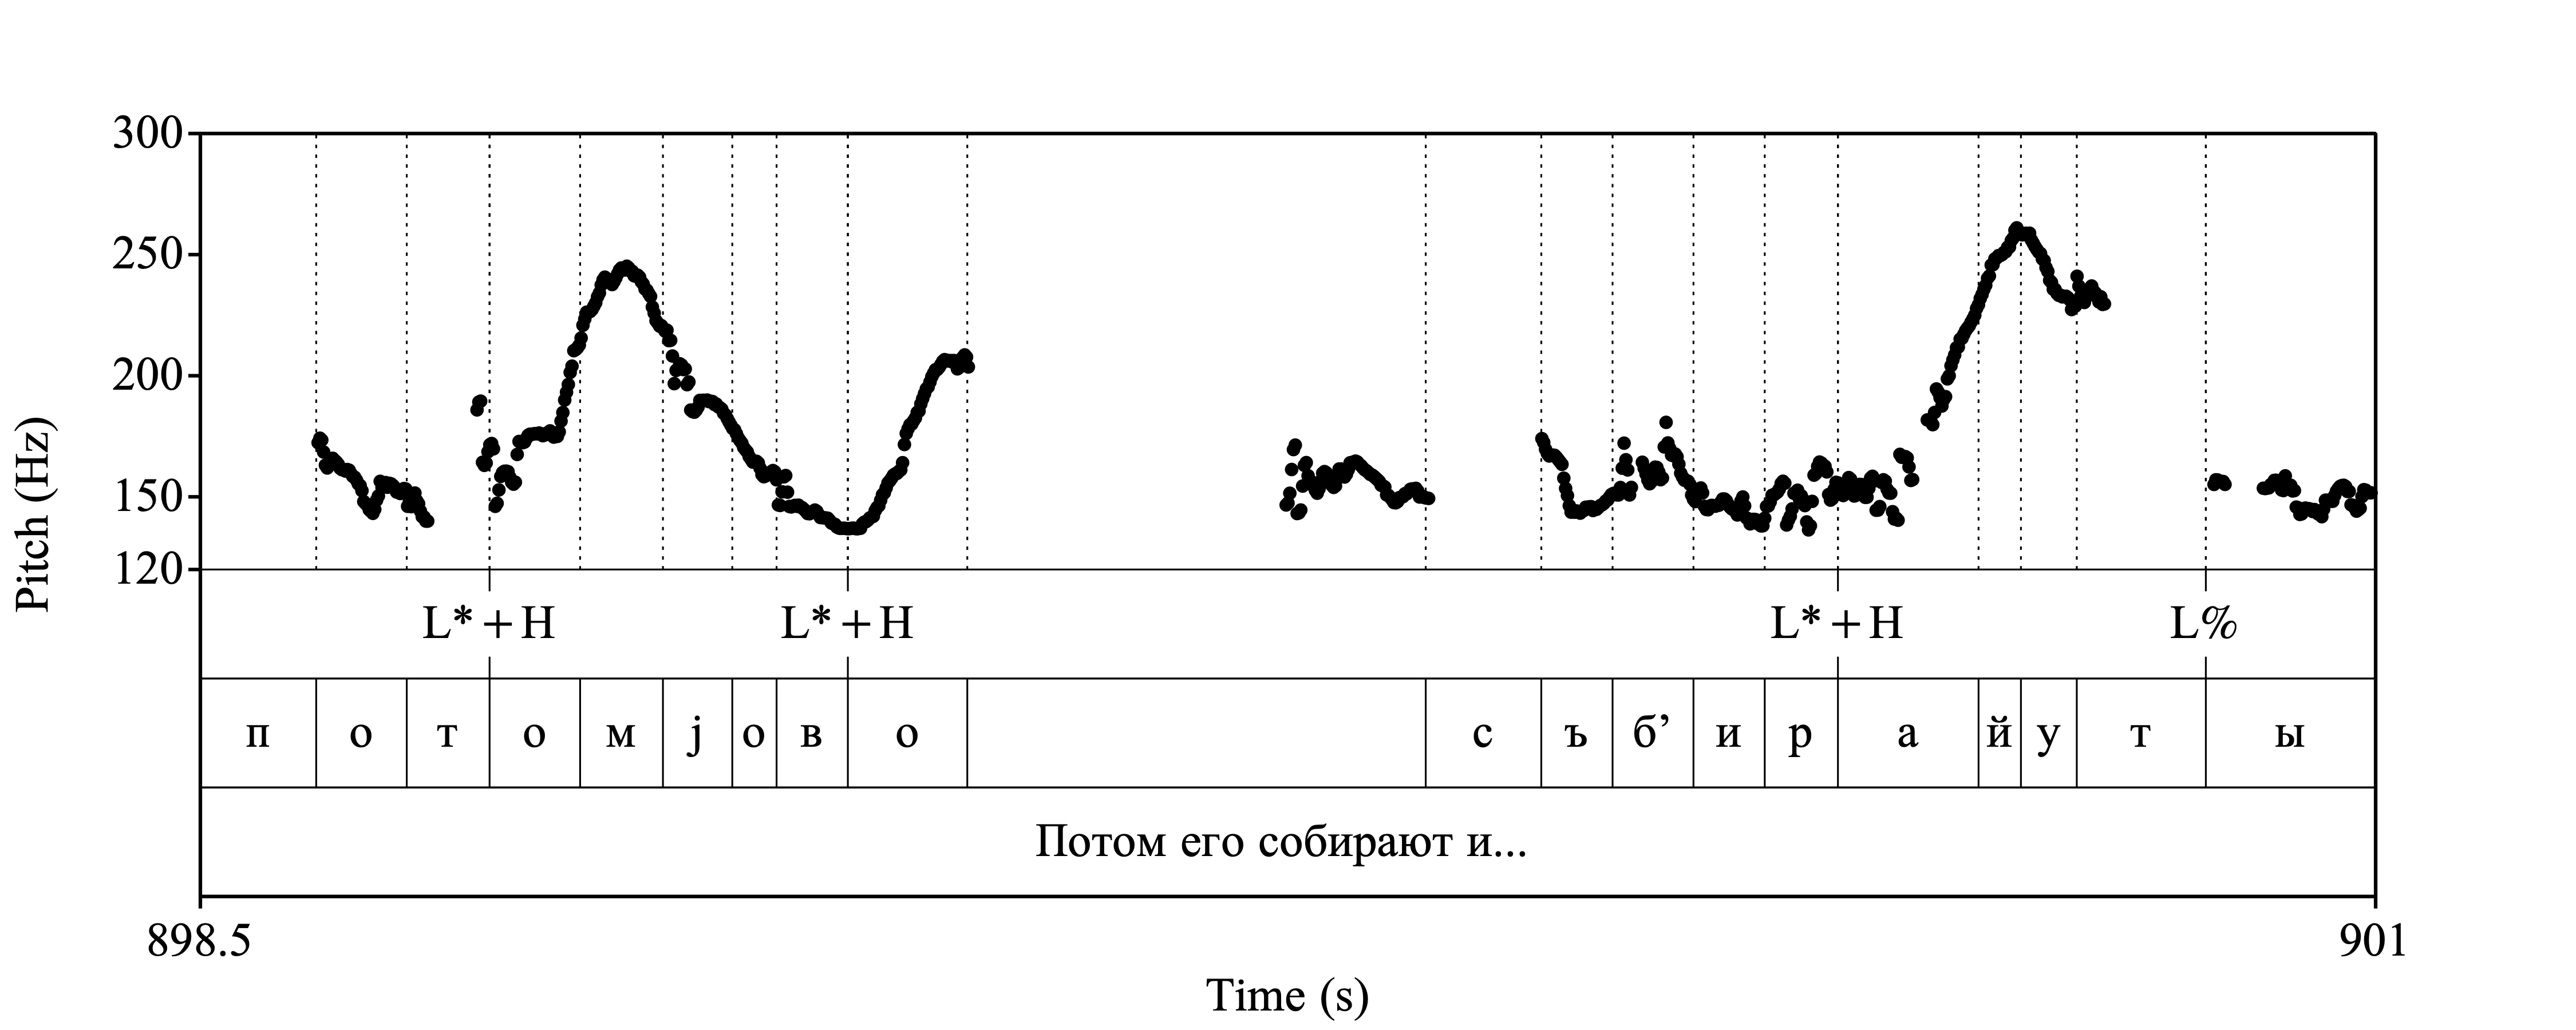 300
250
200
150
120
Pitch (Hz)
L*+H L*+H L*+H L%
п о т о м j о в о с ъ б’ и р а й у т ы
Потом его собирают и...
898.5 901
Time (s)